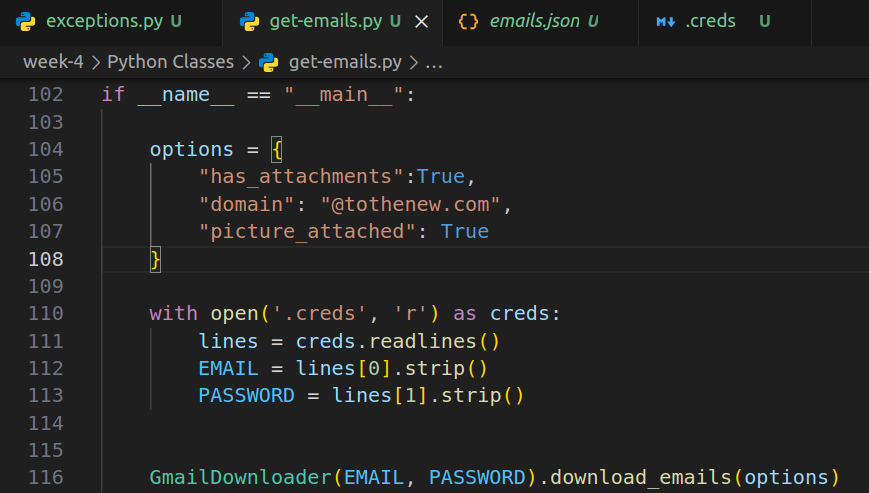 exceptions.py U get-emails.py U emails.json U .creds U
week-4 > Python Classes > get-emails.py > ...
102 if __name__ == "__main__":
103
104     options = {
105         "has_attachments":True,
106         "domain": "@tothenew.com",
107         "picture_attached": True
108     }
109
110     with open('.creds', 'r') as creds:
111         lines = creds.readlines()
112         EMAIL = lines[0].strip()
113         PASSWORD = lines[1].strip()
114
115
116     GmailDownloader(EMAIL, PASSWORD).download_emails(options)